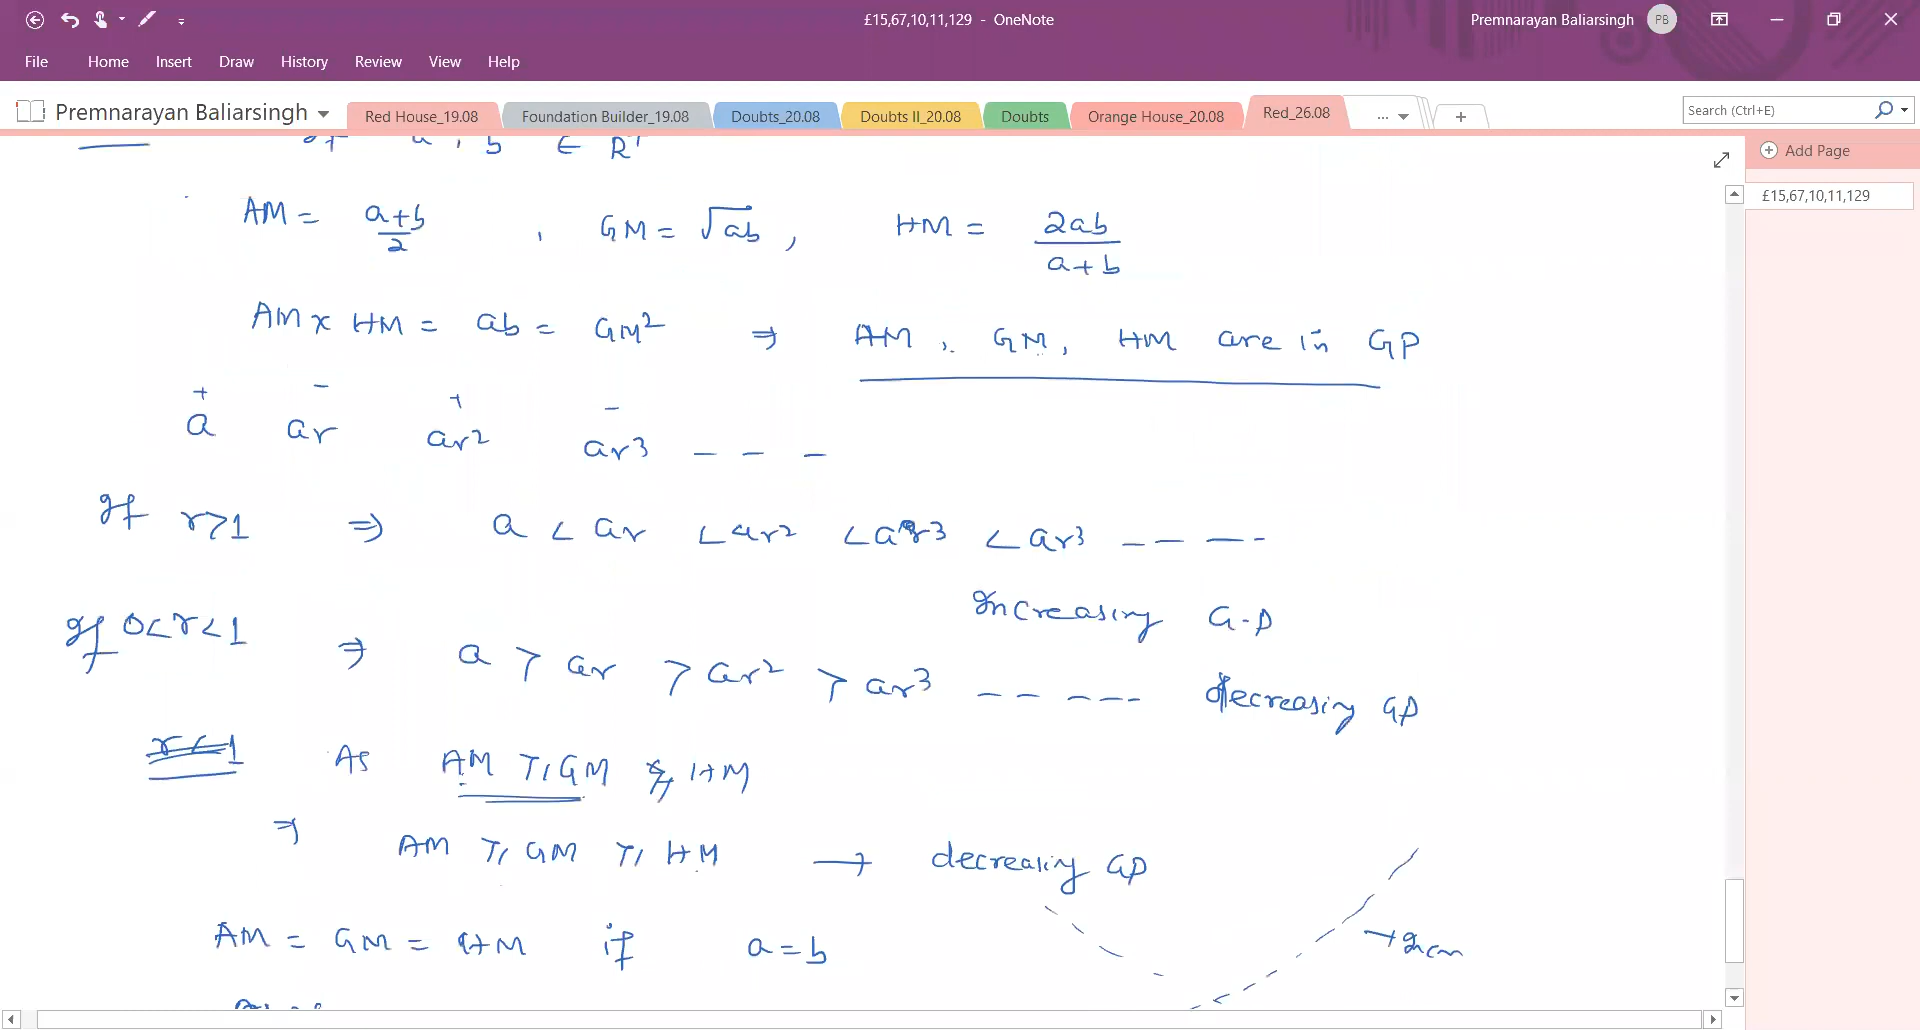 £15,67,10,11,129 - OneNote
Premnarayan Baliarsingh PB
File Home Insert Draw History Review View Help
Premnarayan Baliarsingh Red House_19.08 Foundation Builder_19.08 Doubts_20.08 Doubts II_20.08 Doubts Orange House_20.08 Red_26.08 ... + Search (Ctrl+E)
Add Page
£15,67,10,11,129
If a, b ∈ R+
AM = a+b/2, GM = √ab, HM = 2ab/a+b
AM x HM = ab = GM² ⇒ AM, GM, HM are in GP
+ - + -
a ar ar² ar³ - - -
If r>1 ⇒ a < ar < ar² < ar³ < ar³ - - - -
Increasing G.P
If 0<r<1 ⇒ a > ar > ar² > ar³ - - - - - decreasing GP
r<1 As AM ≥ GM & HM
⇒ AM ≥ GM ≥ HM → decreasing GP
AM = GM = HM if a = b